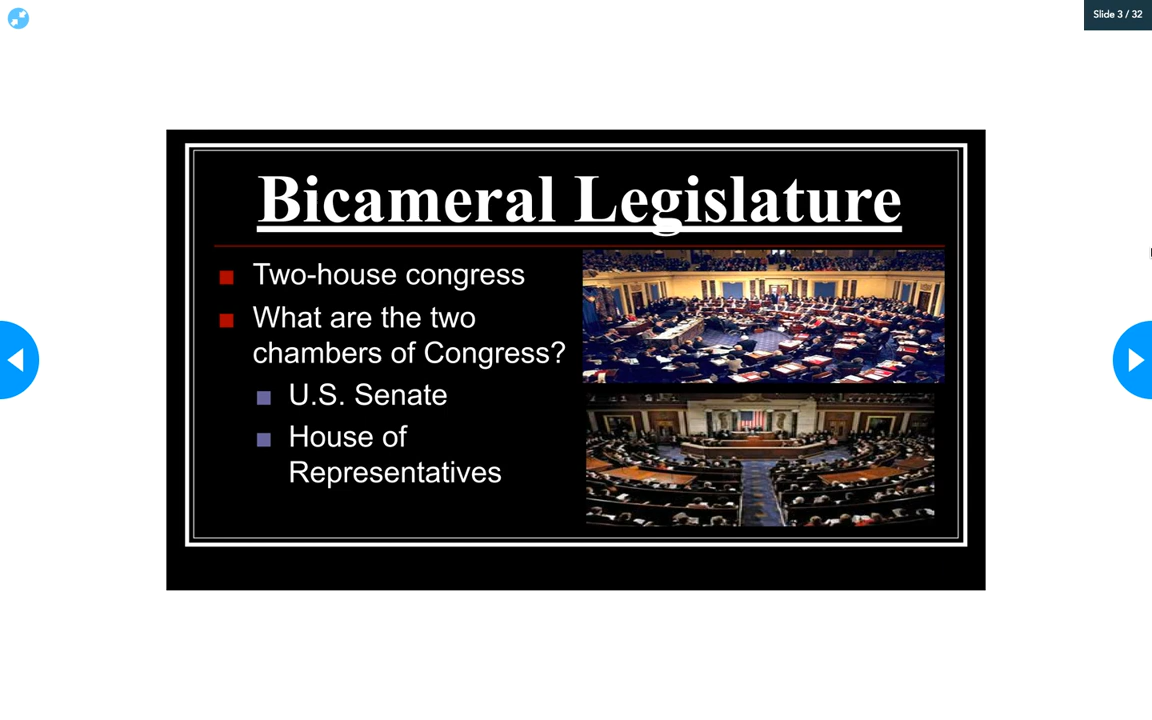 Slide 3 / 32
Bicameral Legislature
Two-house congress
What are the two
chambers of Congress?
U.S. Senate
House of
Representatives